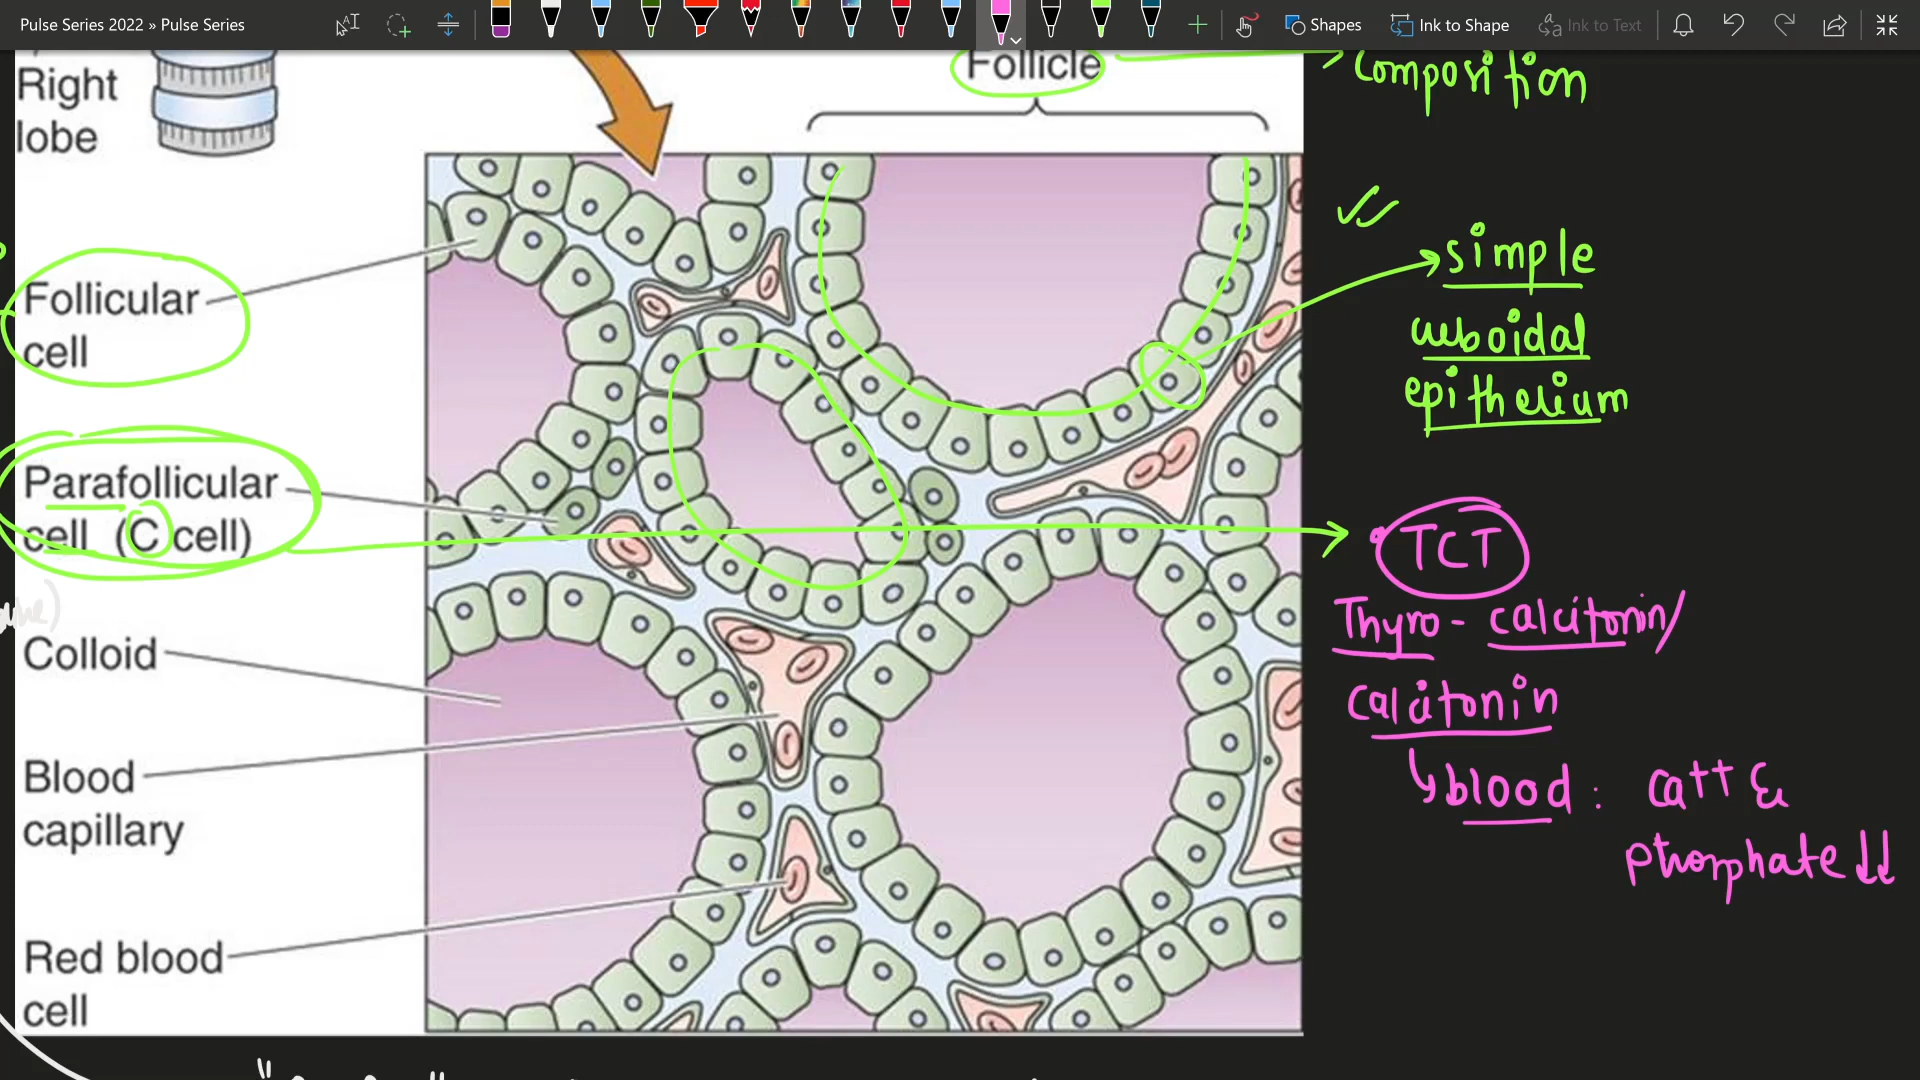 Pulse Series 2022 » Pulse Series
Shapes
Ink to Shape
Ink to Text
Right
lobe
Follicle
Composition
Follicular
cell
simple
cuboidal
epithelium
Parafollicular
cell (C cell)
TCT
Thyro - calcitonin/
Calcitonin
Colloid
blood : Ca++ &
phosphate ↓↓
Blood
capillary
Red blood
cell